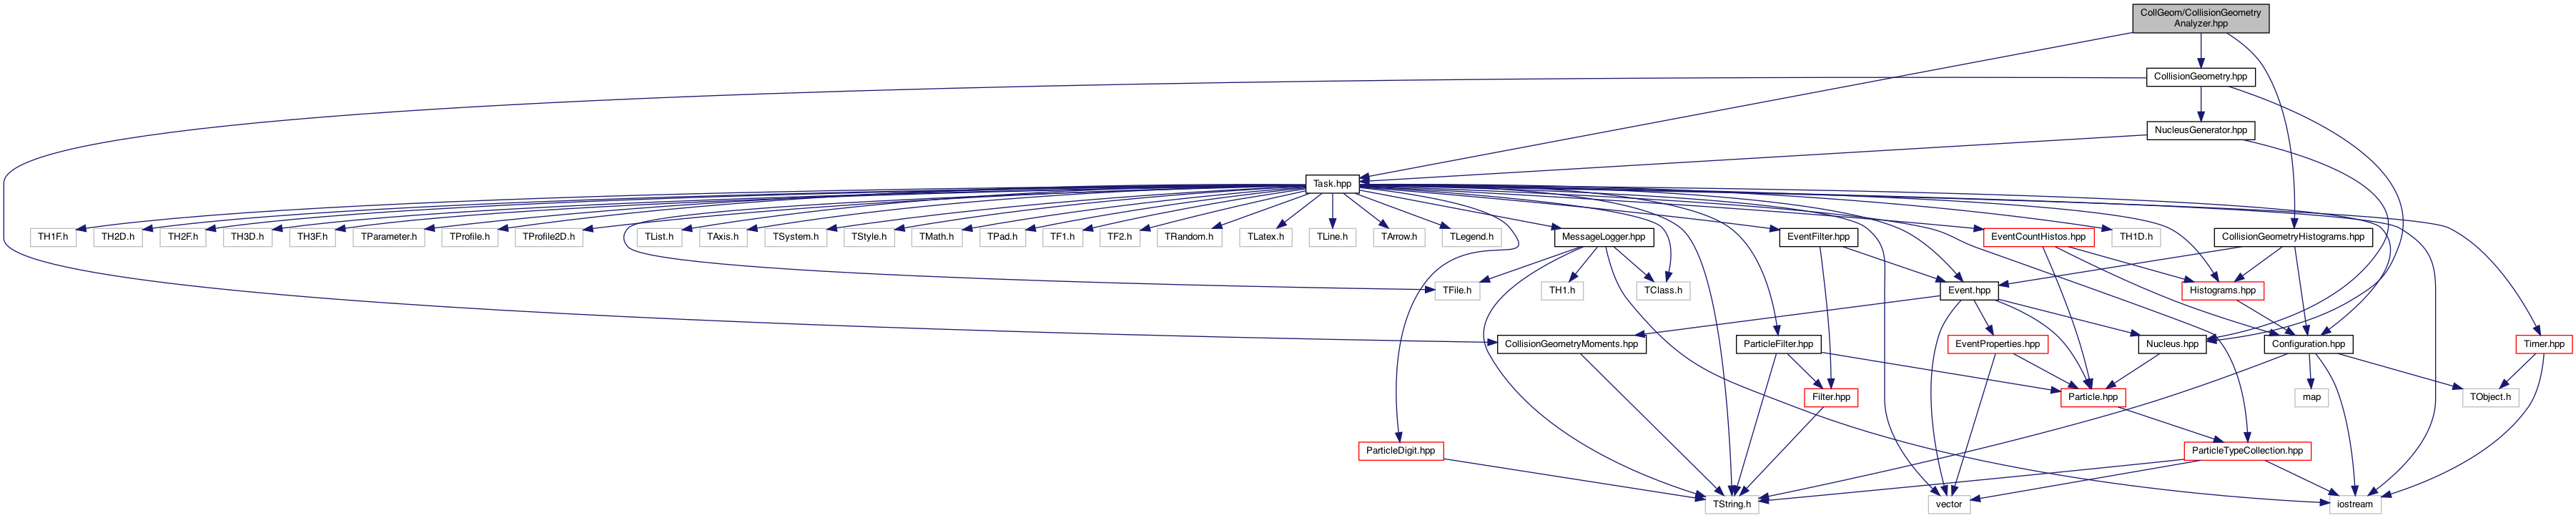 CollGeom/CollisionGeometry
Analyzer.hpp
CollisionGeometry.hpp
NucleusGenerator.hpp
Task.hpp
TH1F.h
TH2D.h
TH2F.h
TH3D.h
TH3F.h
TParameter.h
TProfile.h
TProfile2D.h
TList.h
TAxis.h
TSystem.h
TStyle.h
TMath.h
TPad.h
TF1.h
TF2.h
TRandom.h
TLatex.h
TLine.h
TArrow.h
TLegend.h
MessageLogger.hpp
EventFilter.hpp
EventCountHistos.hpp
TH1D.h
CollisionGeometryHistograms.hpp
TFile.h
TH1.h
TClass.h
Event.hpp
Histograms.hpp
CollisionGeometryMoments.hpp
ParticleFilter.hpp
EventProperties.hpp
Nucleus.hpp
Configuration.hpp
Timer.hpp
Filter.hpp
Particle.hpp
map
TObject.h
ParticleDigit.hpp
ParticleTypeCollection.hpp
TString.h
vector
iostream